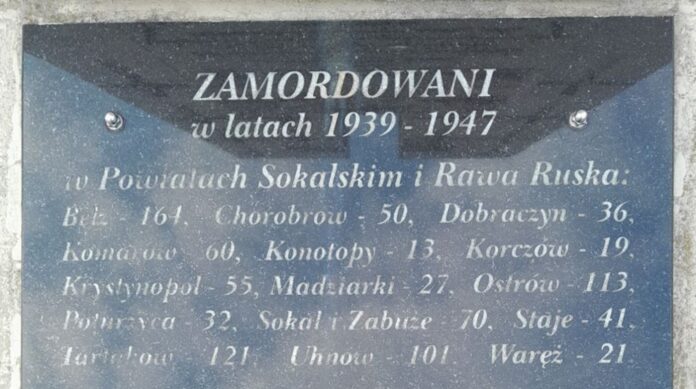 ZAMORDOWANI
w latach 1939 - 1947
w Powiatach Sokalskim i Rawa Ruska:
Bełz - 164, Chorobrow - 50, Dobraczyn - 36,
Komarów 60, Konotopy - 13, Korczów - 19,
Krystynopol - 55, Madziarki - 27, Ostrów - 113,
Poturzyca - 32, Sokal i Zabuże - 70, Staje - 41,
Tartaków - 121, Uhnow - 101, Waręż - 21,